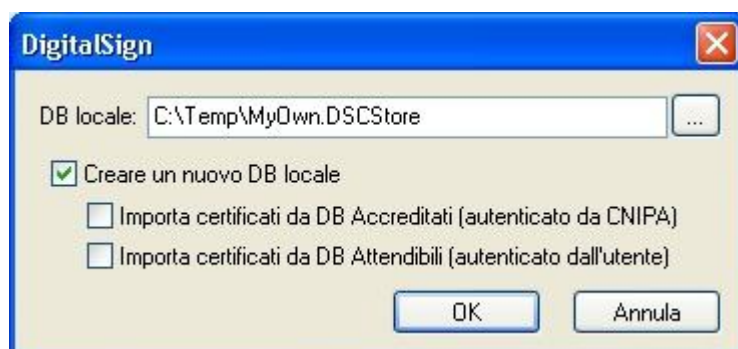 DigitalSign
DB locale: C:\Temp\MyOwn.DSCStore ...
Creare un nuovo DB locale
Importa certificati da DB Accreditati (autenticato da CNIPA)
Importa certificati da DB Attendibili (autenticato dall'utente)
OK Annulla